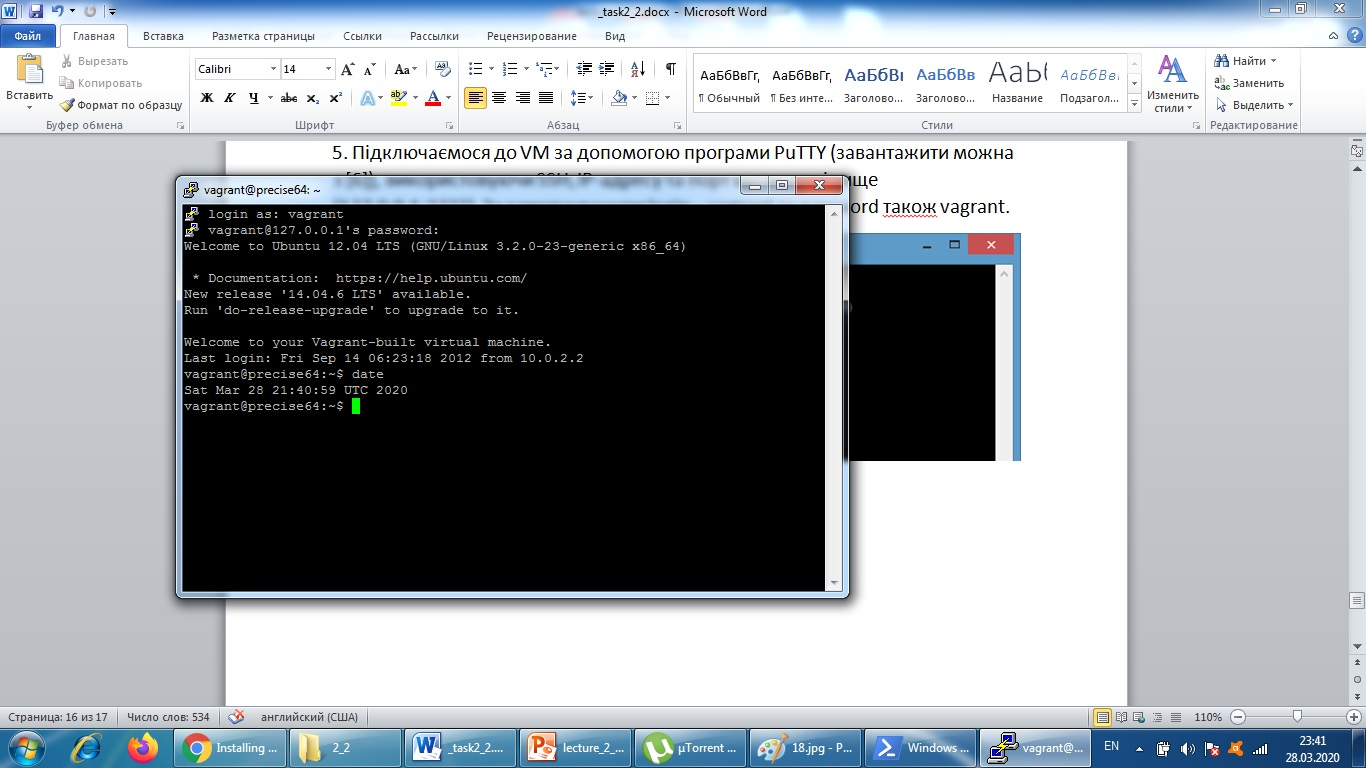 _task2_2.docx - Microsoft Word
Файл Главная Вставка Разметка страницы Ссылки Рассылки Рецензирование Вид
Вставить
Вырезать
Копировать
Формат по образцу
Буфер обмена
Calibri 14
Ж К Ч abc x₂ x²
Шрифт
Абзац
АаБбВвГг, АаБбВвГг, АаБбВі АаБбВв АаБ АаБбВв
¶ Обычный ¶ Без инте... Заголово... Заголово... Название Подзагол...
Стили
Изменить стили
Найти
Заменить
Выделить
Редактирование
5. Підключаємося до VM за допомогою програми PuTTY (завантажити можна
ище
ord також vagrant.
vagrant@precise64: ~
login as: vagrant
vagrant@127.0.0.1's password:
Welcome to Ubuntu 12.04 LTS (GNU/Linux 3.2.0-23-generic x86_64)
* Documentation: https://help.ubuntu.com/
New release '14.04.6 LTS' available.
Run 'do-release-upgrade' to upgrade to it.
Welcome to your Vagrant-built virtual machine.
Last login: Fri Sep 14 06:23:18 2012 from 10.0.2.2
vagrant@precise64:~$ date
Sat Mar 28 21:40:59 UTC 2020
vagrant@precise64:~$
Страница: 16 из 17 Число слов: 534 английский (США) 110%
Installing ... 2_2 _task2_2.... lecture_2_... µTorrent ... 18.jpg - P... Windows ... vagrant@... EN 23:41
28.03.2020